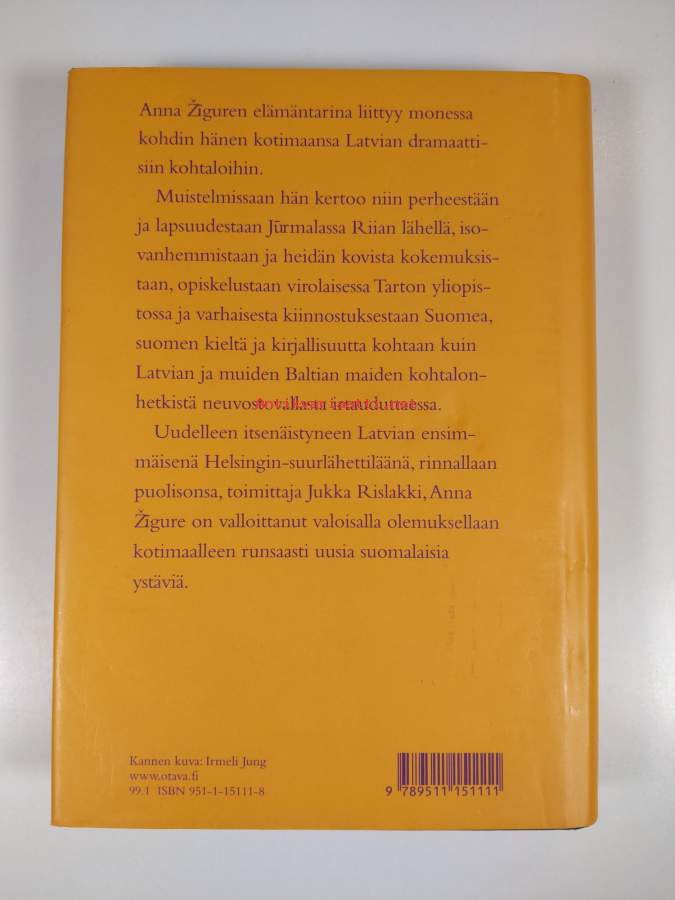 Anna Žīguren elämäntarina liittyy monessa
kohdin hänen kotimaansa Latvian dramaatti-
siin kohtaloihin.
Muistelmissaan hän kertoo niin perheestään
ja lapsuudestaan Jūrmalassa Riian lähellä, iso-
vanhemmistaan ja heidän kovista kokemuksis-
taan, opiskelustaan virolaisessa Tarton yliopis-
tossa ja varhaisesta kiinnostuksestaan Suomea,
suomen kieltä ja kirjallisuutta kohtaan kuin
Latvian ja muiden Baltian maiden kohtalon-
hetkistä neuvostovallasta irtauduttaessa.
Uudelleen itsenäistyneen Latvian ensim-
mäisenä Helsingin-suurlähettiläänä, rinnallaan
puolisonsa, toimittaja Jukka Rislakki, Anna
Žīgure on valloittanut valoisalla olemuksellaan
kotimaalleen runsaasti uusia suomalaisia
ystäviä.
Kannen kuva: Irmeli Jung
www.otava.fi
99.1 ISBN 951-1-15111-8
9 789511 151111